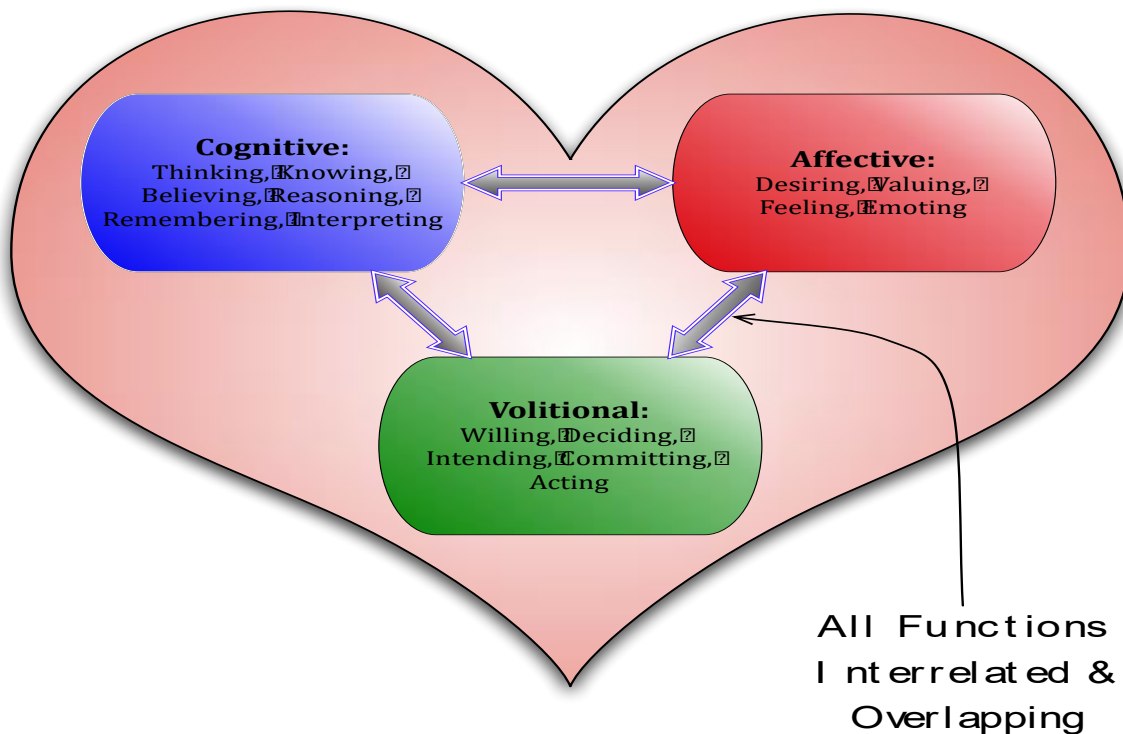 Cognitive:
Thinking, Knowing,
Believing, Reasoning,
Remembering, Interpreting
Affective:
Desiring, Valuing,
Feeling, Emoting
Volitional:
Willing, Deciding,
Intending, Committing,
Acting
All Functions
Interrelated &
Overlapping